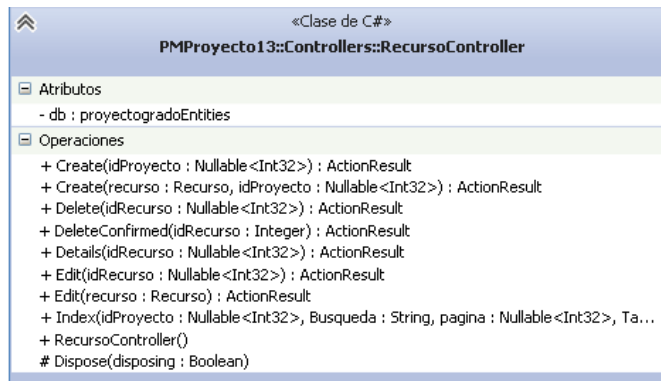 «Clase de C#»
PMProyecto13::Controllers::RecursoController
Atributos
- db : proyectogradoEntities
Operaciones
+ Create(idProyecto : Nullable<Int32>) : ActionResult
+ Create(recurso : Recurso, idProyecto : Nullable<Int32>) : ActionResult
+ Delete(idRecurso : Nullable<Int32>) : ActionResult
+ DeleteConfirmed(idRecurso : Integer) : ActionResult
+ Details(idRecurso : Nullable<Int32>) : ActionResult
+ Edit(idRecurso : Nullable<Int32>) : ActionResult
+ Edit(recurso : Recurso) : ActionResult
+ Index(idProyecto : Nullable<Int32>, Busqueda : String, pagina : Nullable<Int32>, Ta...
+ RecursoController()
# Dispose(disposing : Boolean)